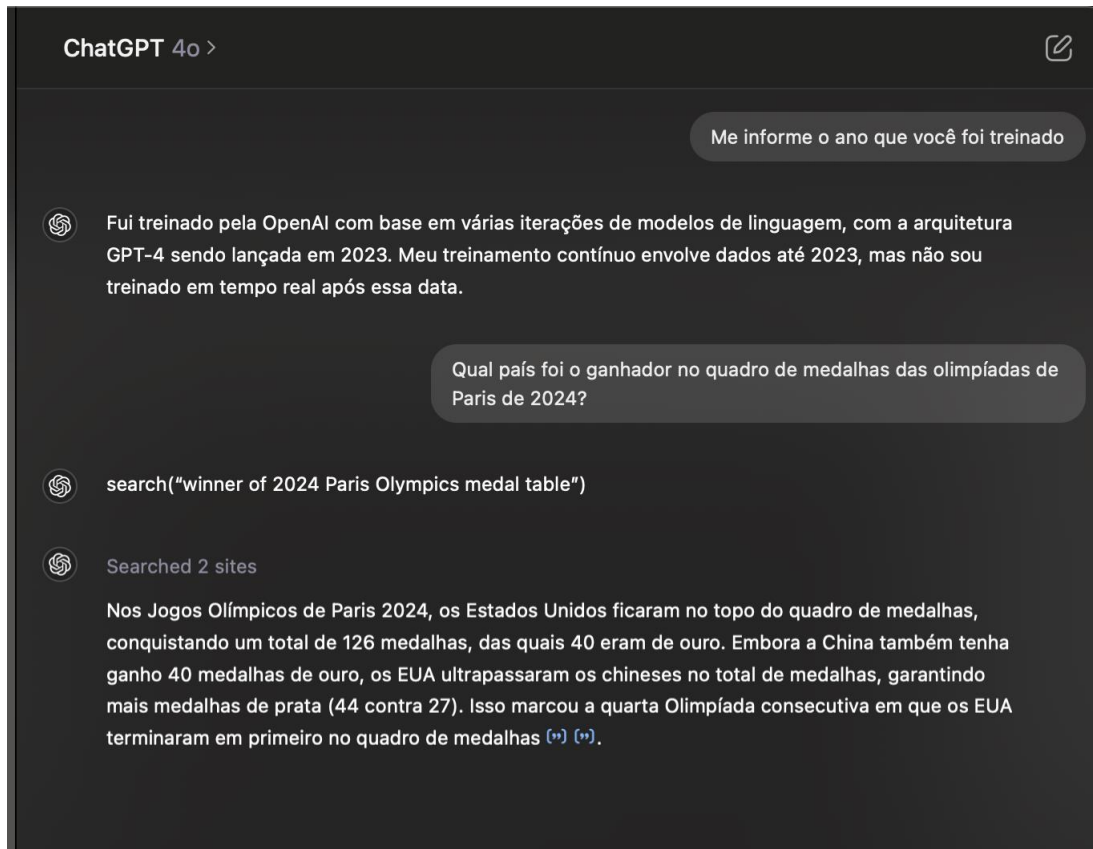 ChatGPT 4o >
Me informe o ano que você foi treinado
Fui treinado pela OpenAI com base em várias iterações de modelos de linguagem, com a arquitetura
GPT-4 sendo lançada em 2023. Meu treinamento contínuo envolve dados até 2023, mas não sou
treinado em tempo real após essa data.
Qual país foi o ganhador no quadro de medalhas das olimpíadas de
Paris de 2024?
search(“winner of 2024 Paris Olympics medal table”)
Searched 2 sites
Nos Jogos Olímpicos de Paris 2024, os Estados Unidos ficaram no topo do quadro de medalhas,
conquistando um total de 126 medalhas, das quais 40 eram de ouro. Embora a China também tenha
ganho 40 medalhas de ouro, os EUA ultrapassaram os chineses no total de medalhas, garantindo
mais medalhas de prata (44 contra 27). Isso marcou a quarta Olimpíada consecutiva em que os EUA
terminaram em primeiro no quadro de medalhas [”] [”].